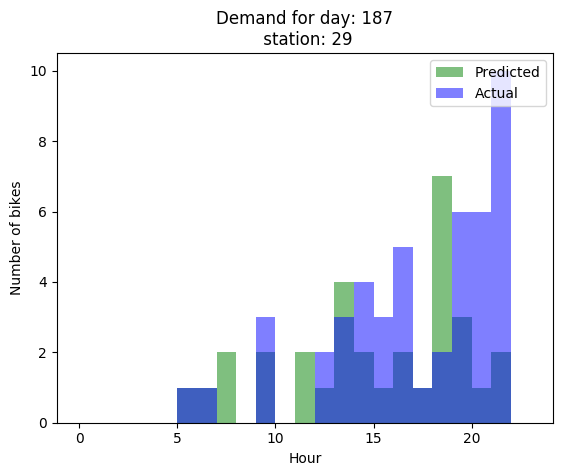 Demand for day: 187
station: 29
Predicted
Actual
Number of bikes
10
8
6
4
2
0
0 5 10 15 20
Hour